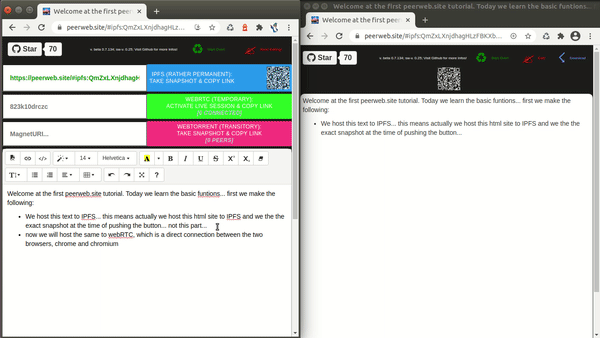 Welcome at the first peer
peerweb.site/#ipfs:QmZxLXnjdhagHLz...
Star 70
v. beta 0.7.134; sw-v. 0.25; Visit Github for more Infos!
https://peerweb.site/#ipfs:QmZxLXnjdhagH
IPFS (RATHER PERMANENT):
TAKE SNAPSHOT & COPY LINK
823k10drczc
WEBRTC (TEMPORARY):
ACTIVATE LIVE SESSION & COPY LINK
MagnetURI...
WEBTORRENT (TRANSITORY):
TAKE SNAPSHOT & COPY LINK
[0 PEERS]
14
Helvetica
Welcome at the first peerweb.site tutorial. Today we learn the basic funtions... first we make the
following:
We host this text to IPFS... this means actually we host this html site to IPFS and we the the
exact snapshot at the time of pushing the button... not this part...
now we will host the same to webRTC, which is a direct connection between the two
browsers, chrome and chromium
Welcome at the first peerweb.site tutorial. Today we learn the basic funtions...
Welcome at the first peer
peerweb.site/#ipfs:QmZxLXnjdhagHLzFBKXb...
Star 70
v. beta 0.7.134; sw-v. 0.25; Visit Github for more Infos!
Welcome at the first peerweb.site tutorial. Today we learn the basic funtions... first we make the
following:
We host this text to IPFS... this means actually we host this html site to IPFS and we the the
exact snapshot at the time of pushing the button...